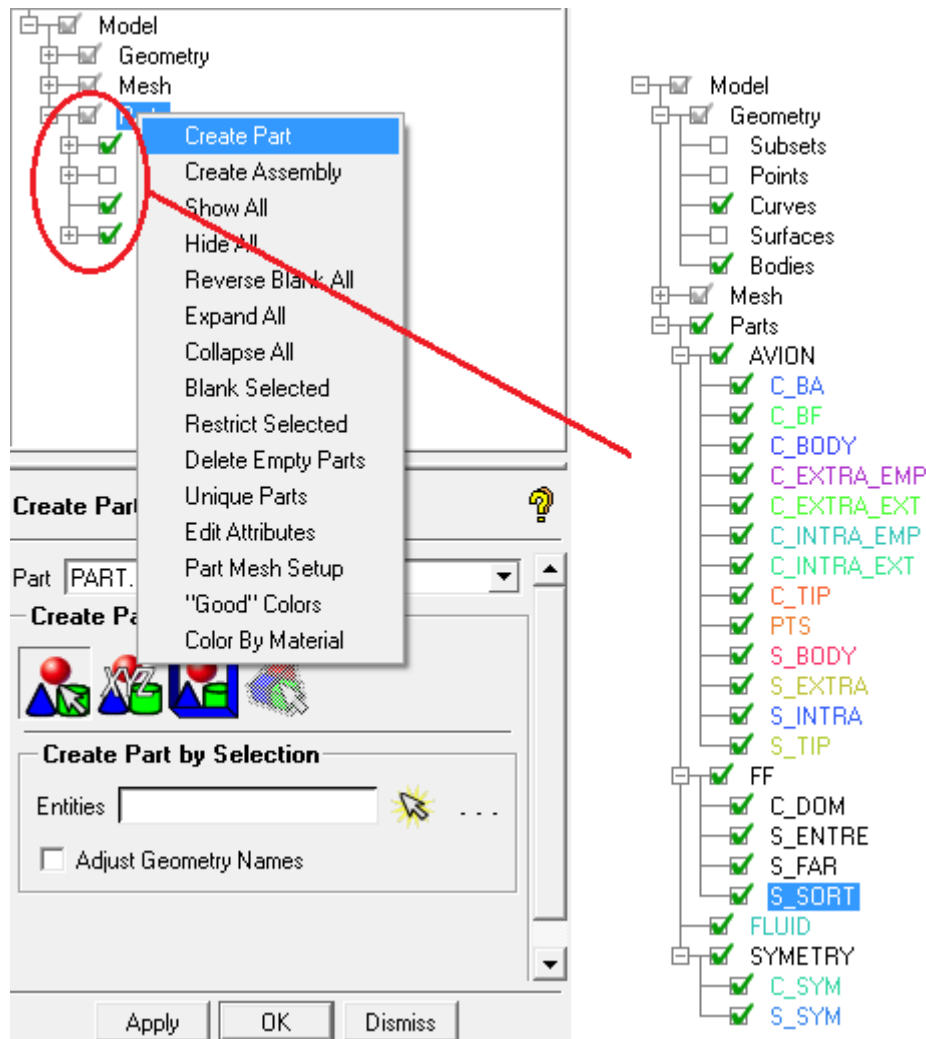 Model
Geometry
Mesh
Create Part
Create Assembly
Show All
Hide All
Reverse Blank All
Expand All
Collapse All
Blank Selected
Restrict Selected
Delete Empty Parts
Unique Parts
Edit Attributes
Part Mesh Setup
"Good" Colors
Color By Material
Create Part
Part PART.
Create Pa
XYZ
Create Part by Selection
Entities ...
Adjust Geometry Names
Apply OK Dismiss
Model
Geometry
Subsets
Points
Curves
Surfaces
Bodies
Mesh
Parts
AVION
C_BA
C_BF
C_BODY
C_EXTRA_EMP
C_EXTRA_EXT
C_INTRA_EMP
C_INTRA_EXT
C_TIP
PTS
S_BODY
S_EXTRA
S_INTRA
S_TIP
FF
C_DOM
S_ENTRE
S_FAR
S_SORT
FLUID
SYMETRY
C_SYM
S_SYM